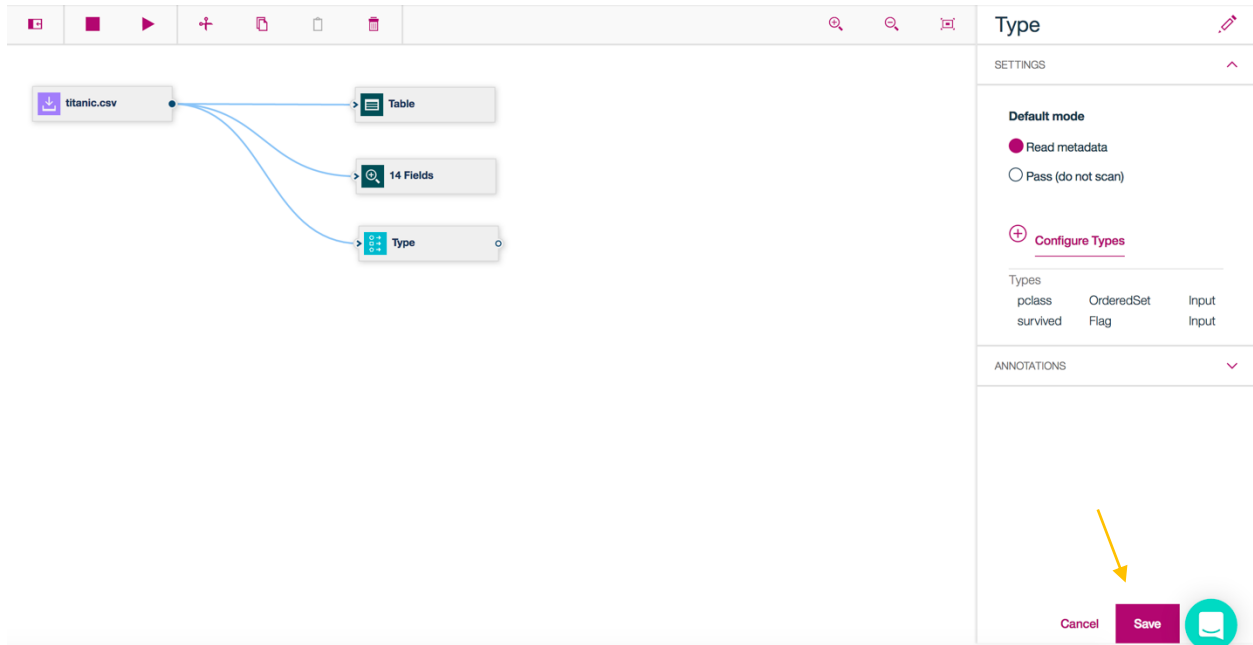 Type
SETTINGS
titanic.csv
Table
14 Fields
Type
Default mode
Read metadata
Pass (do not scan)
Configure Types
Types
pclass OrderedSet Input
survived Flag Input
ANNOTATIONS
Cancel Save